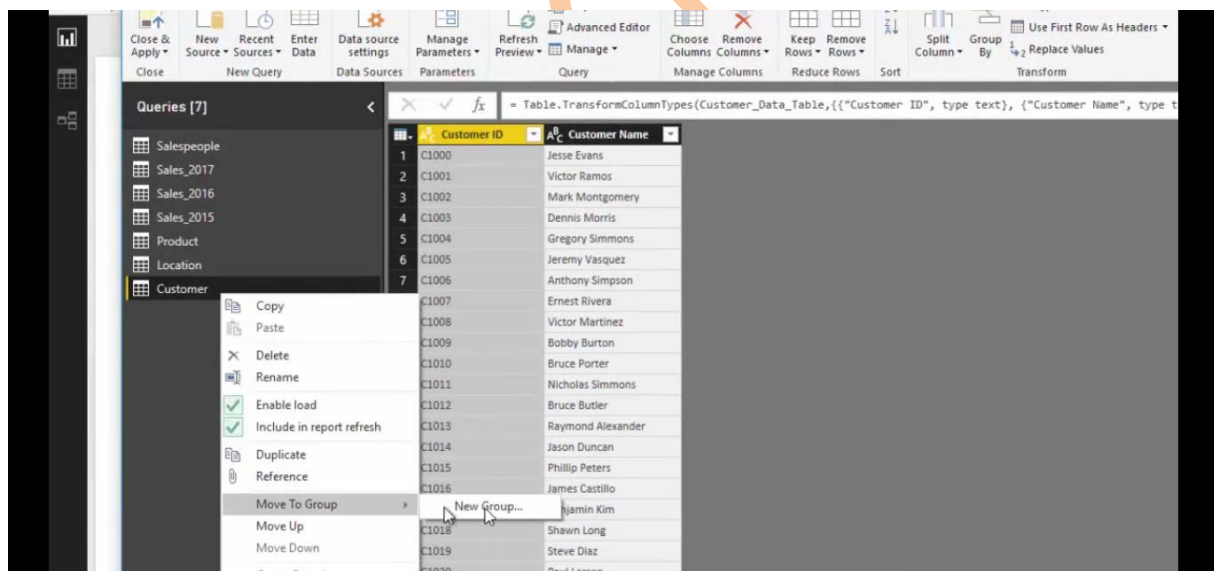 Close & Apply
New Source
Recent Sources
Enter Data
Data source settings
Manage Parameters
Refresh Preview
Advanced Editor
Manage
Choose Columns
Remove Columns
Keep Rows
Remove Rows
Split Column
Group By
Use First Row As Headers
Replace Values
Close
New Query
Data Sources
Parameters
Query
Manage Columns
Reduce Rows
Sort
Transform
Queries [7]
fx = Table.TransformColumnTypes(Customer_Data_Table,{{"Customer ID", type text}, {"Customer Name", type t
Salespeople
Sales_2017
Sales_2016
Sales_2015
Product
Location
Customer
Customer ID Customer Name
1 C1000 Jesse Evans
2 C1001 Victor Ramos
3 C1002 Mark Montgomery
4 C1003 Dennis Morris
5 C1004 Gregory Simmons
6 C1005 Jeremy Vasquez
7 C1006 Anthony Simpson
C1007 Ernest Rivera
C1008 Victor Martinez
C1009 Bobby Burton
C1010 Bruce Porter
C1011 Nicholas Simmons
C1012 Bruce Butler
C1013 Raymond Alexander
C1014 Jason Duncan
C1015 Phillip Peters
C1016 James Castillo
njamin Kim
C1018 Shawn Long
C1019 Steve Diaz
Copy
Paste
Delete
Rename
Enable load
Include in report refresh
Duplicate
Reference
Move To Group
New Group...
Move Up
Move Down